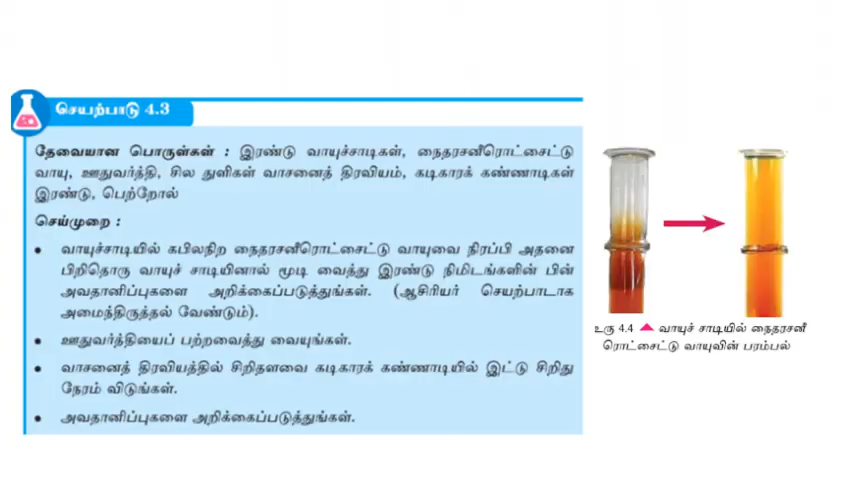 செயற்பாடு 4.3
தேவையான பொருள்கள் : இரண்டு வாயுச்சாடிகள், நைதரசனீரொட்சைட்டு
வாயு, ஊதுவர்த்தி, சில துளிகள் வாசனைத் திரவியம், கடிகாரக் கண்ணாடிகள்
இரண்டு, பெற்றோல்
செய்முறை :
• வாயுச்சாடியில் கபிலநிற நைதரசனீரொட்சைட்டு வாயுவை நிரப்பி அதனை
பிறிதொரு வாயுச் சாடியினால் மூடி வைத்து இரண்டு நிமிடங்களின் பின்
அவதானிப்புகளை அறிக்கைப்படுத்துங்கள். (ஆசிரியர் செயற்பாடாக
அமைந்திருத்தல் வேண்டும்).
• ஊதுவர்த்தியைப் பற்றவைத்து வையுங்கள்.
• வாசனைத் திரவியத்தில் சிறிதளவை கடிகாரக் கண்ணாடியில் இட்டு சிறிது
நேரம் விடுங்கள்.
• அவதானிப்புகளை அறிக்கைப்படுத்துங்கள்.
உரு 4.4 ▲ வாயுச் சாடியில் நைதரசனீ
ரொட்சைட்டு வாயுவின் பரம்பல்